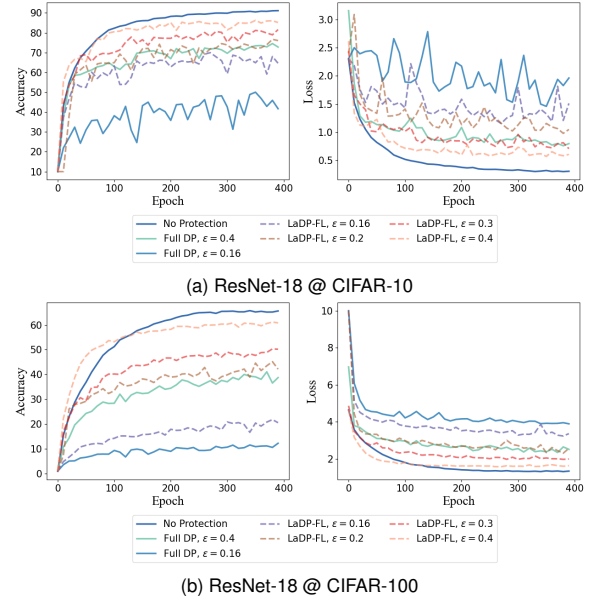 90
80
70
60
50
40
30
20
10
Accuracy
0 100 200 300 400
Epoch
3.0
2.5
2.0
1.5
1.0
0.5
Loss
0 100 200 300 400
Epoch
No Protection
Full DP, ε = 0.4
Full DP, ε = 0.16
LaDP-FL, ε = 0.16
LaDP-FL, ε = 0.2
LaDP-FL, ε = 0.3
LaDP-FL, ε = 0.4
(a) ResNet-18 @ CIFAR-10
60
50
40
30
20
10
0
Accuracy
0 100 200 300 400
Epoch
10
8
6
4
2
Loss
0 100 200 300 400
Epoch
No Protection
Full DP, ε = 0.4
Full DP, ε = 0.16
LaDP-FL, ε = 0.16
LaDP-FL, ε = 0.2
LaDP-FL, ε = 0.3
LaDP-FL, ε = 0.4
(b) ResNet-18 @ CIFAR-100